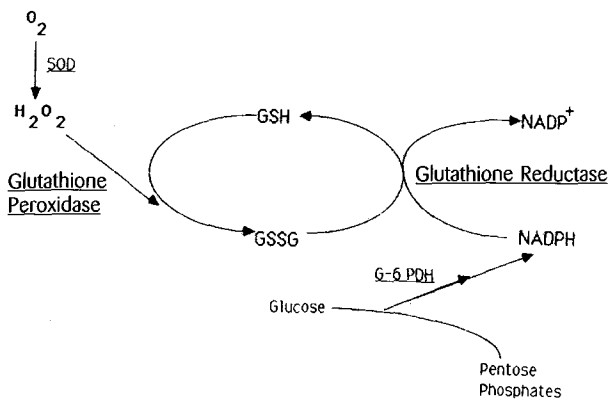 O2
SOD
H2O2
GSH
NADP+
Glutathione
Peroxidase
Glutathione Reductase
GSSG
NADPH
G-6 PDH
Glucose
Pentose
Phosphates